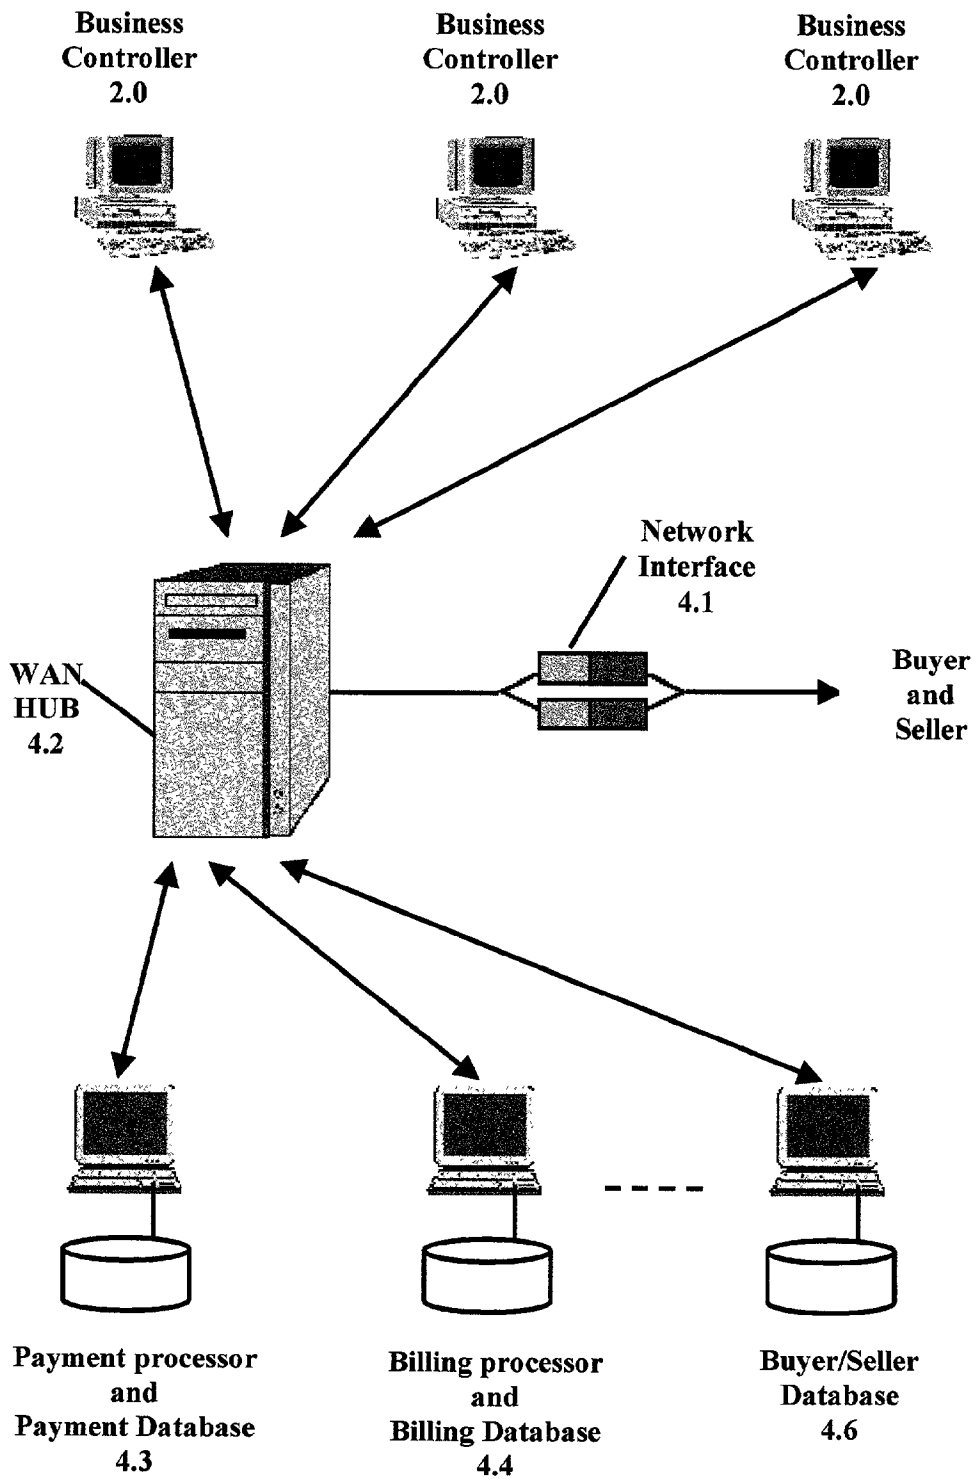 Business
Controller
2.0
Business
Controller
2.0
Business
Controller
2.0
Network
Interface
4.1
WAN
HUB
4.2
Buyer
and
Seller
Payment processor
and
Payment Database
4.3
Billing processor
and
Billing Database
4.4
Buyer/Seller
Database
4.6